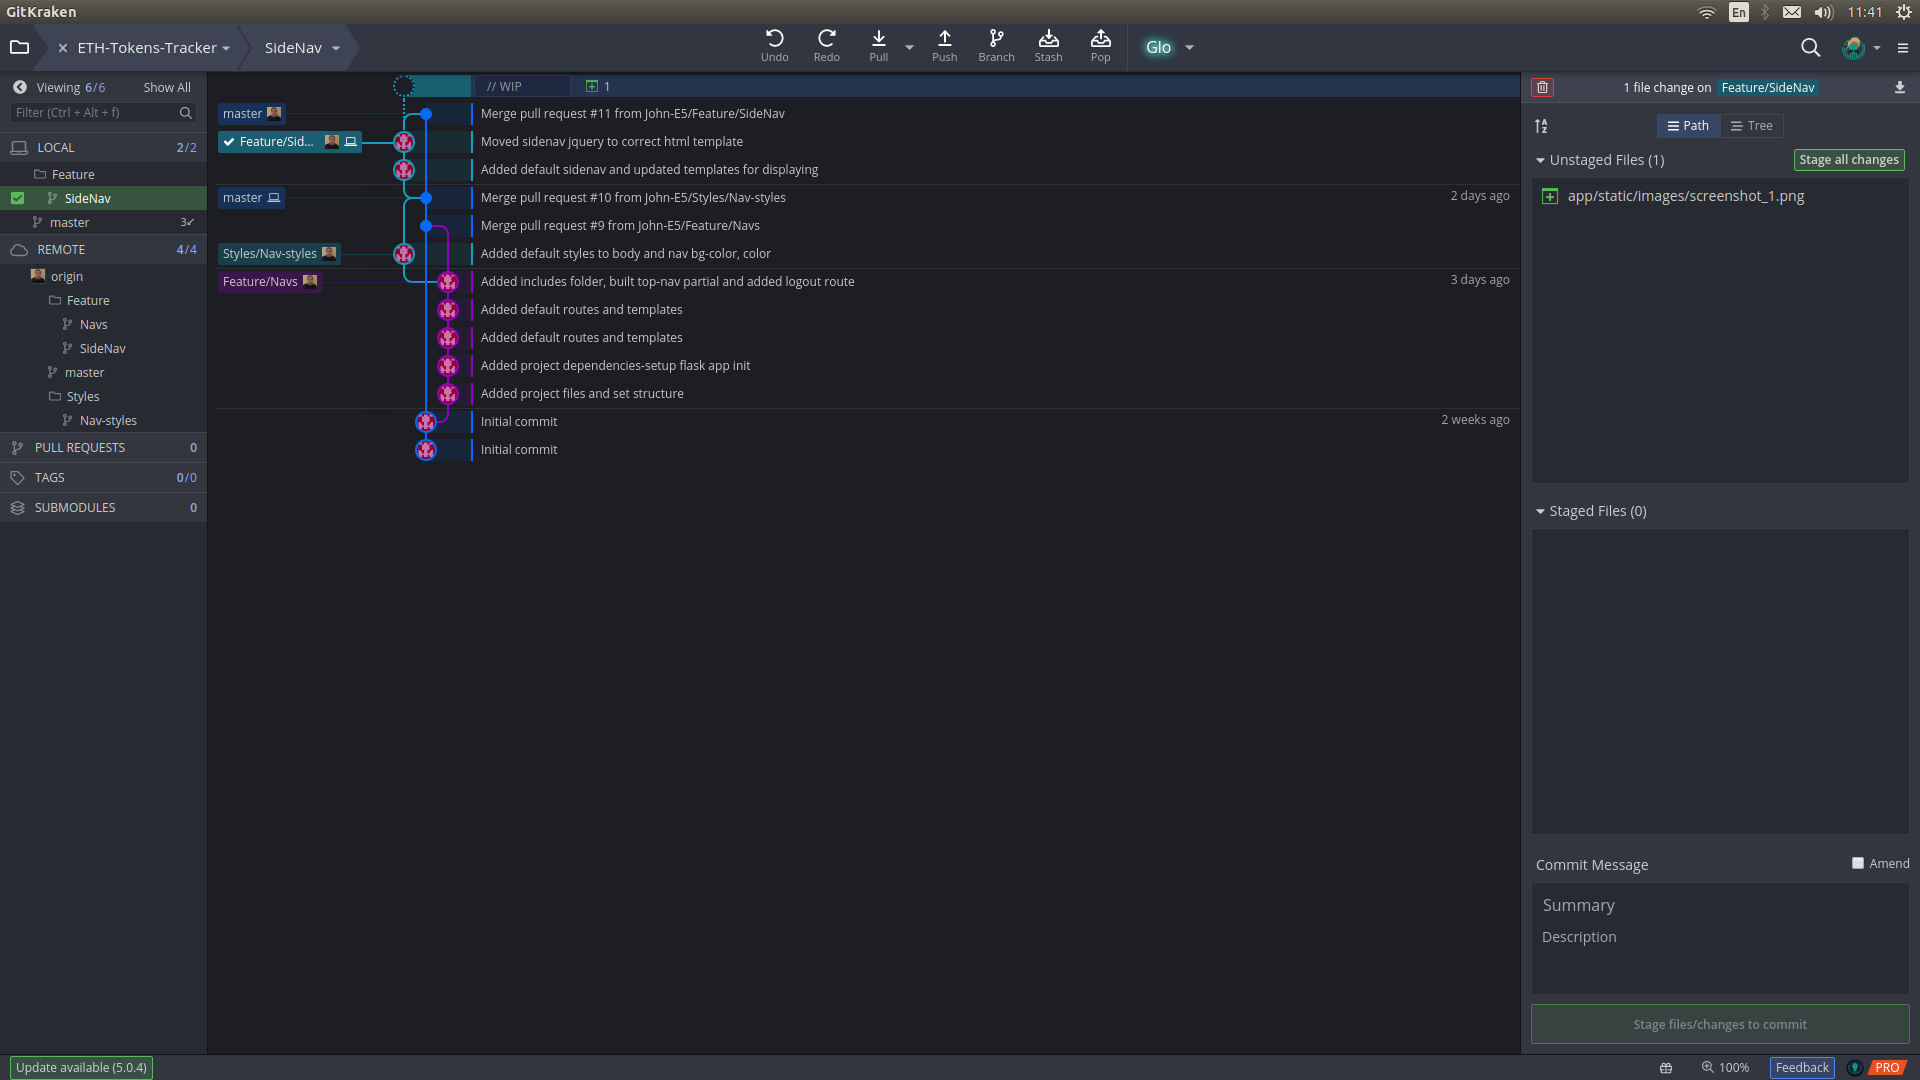 GitKraken
En
11:41
ETH-Tokens-Tracker
SideNav
Undo
Redo
Pull
Push
Branch
Stash
Pop
Glo
Viewing 6/6
Show All
Filter (Ctrl + Alt + f)
LOCAL 2/2
Feature
SideNav
master 3✓
REMOTE 4/4
origin
Feature
Navs
SideNav
master
Styles
Nav-styles
PULL REQUESTS 0
TAGS 0/0
SUBMODULES 0
// WIP 1
master Merge pull request #11 from John-E5/Feature/SideNav
Feature/Sid... Moved sidenav jquery to correct html template
Added default sidenav and updated templates for displaying
master Merge pull request #10 from John-E5/Styles/Nav-styles 2 days ago
Merge pull request #9 from John-E5/Feature/Navs
Styles/Nav-styles Added default styles to body and nav bg-color, color
Feature/Navs Added includes folder, built top-nav partial and added logout route 3 days ago
Added default routes and templates
Added default routes and templates
Added project dependencies-setup flask app init
Added project files and set structure
Initial commit 2 weeks ago
Initial commit
1 file change on Feature/SideNav
Path
Tree
Unstaged Files (1)
Stage all changes
app/static/images/screenshot_1.png
Staged Files (0)
Commit Message
Amend
Summary
Description
Stage files/changes to commit
Update available (5.0.4)
100%
Feedback
PRO